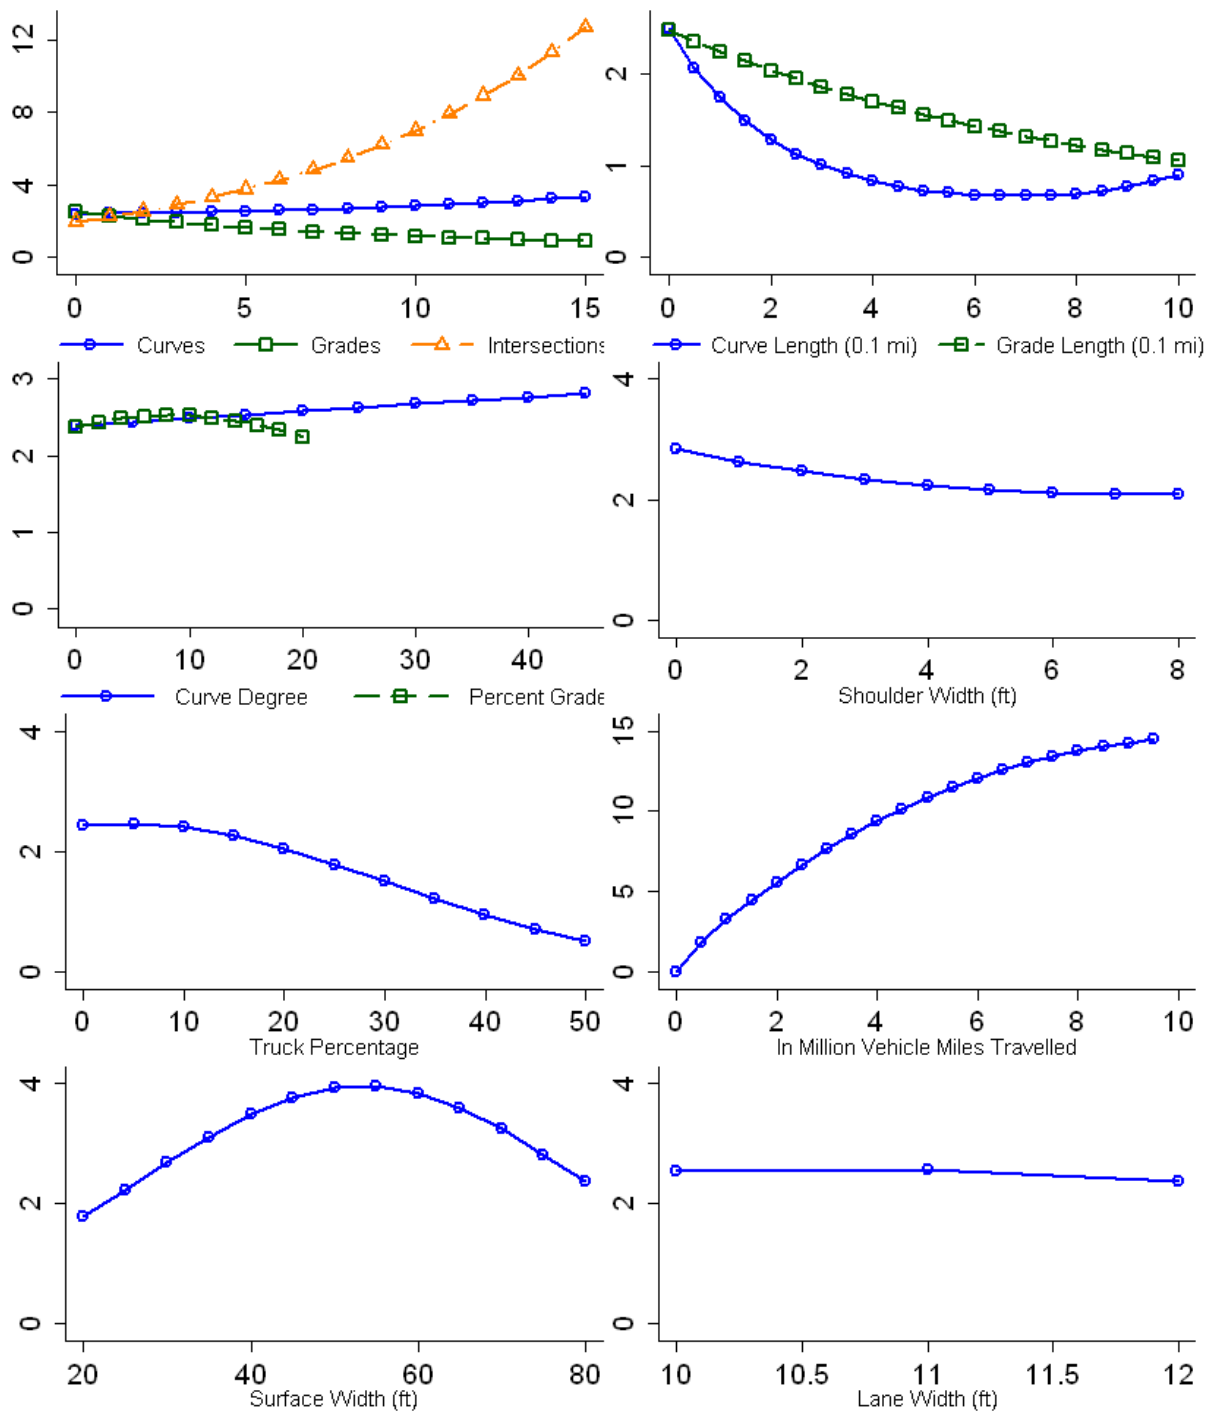 12
8
4
0
0 5 10 15
Curves Grades Intersections
2
1
0
0 2 4 6 8 10
Curve Length (0.1 mi) Grade Length (0.1 mi)
3
2
1
0
0 10 20 30 40
Curve Degree Percent Grade
4
2
0
0 2 4 6 8
Shoulder Width (ft)
4
2
0
0 10 20 30 40 50
Truck Percentage
15
10
5
0
0 2 4 6 8 10
In Million Vehicle Miles Travelled
4
2
0
20 40 60 80
Surface Width (ft)
4
2
0
10 10.5 11 11.5 12
Lane Width (ft)